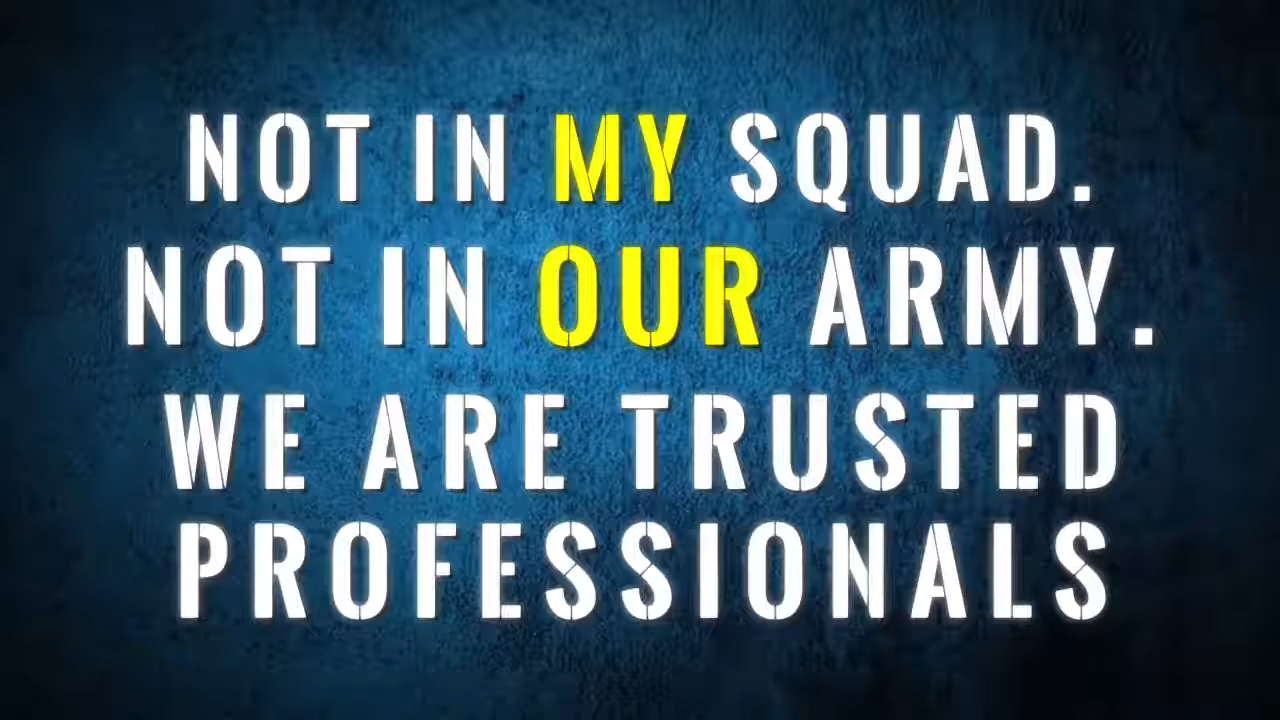 NOT IN MY SQUAD.
NOT IN OUR ARMY.
WE ARE TRUSTED
PROFESSIONALS